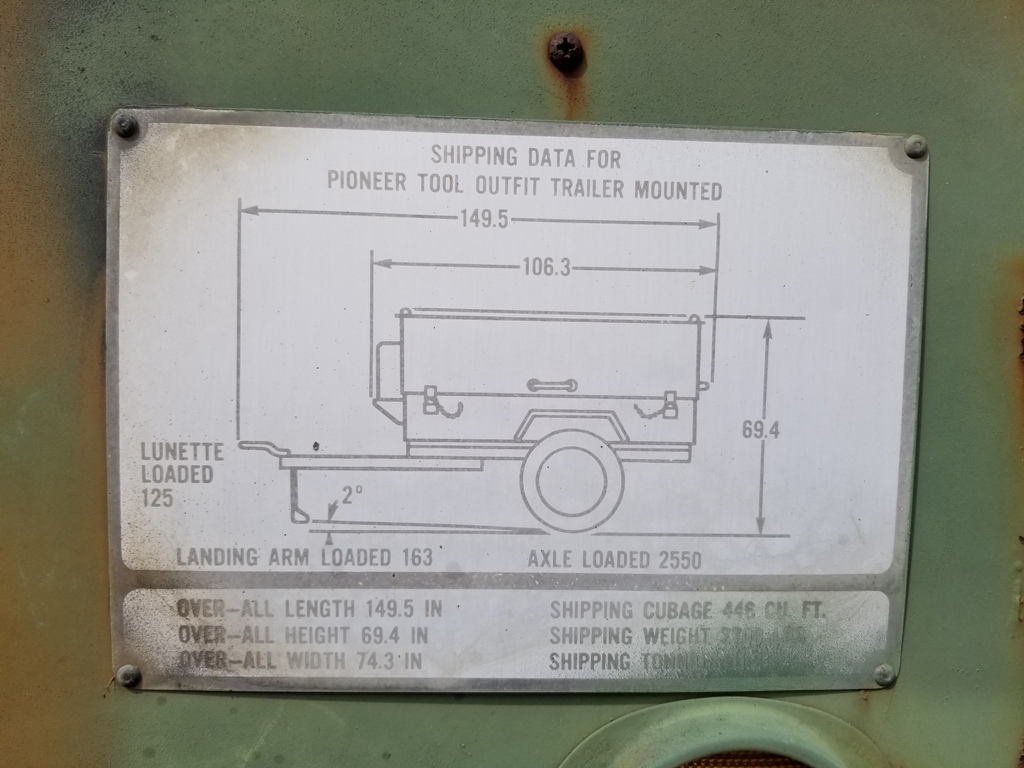 SHIPPING DATA FOR
PIONEER TOOL OUTFIT TRAILER MOUNTED
149.5
106.3
69.4
LUNETTE
LOADED
125
2°
LANDING ARM LOADED 163
AXLE LOADED 2550
OVER-ALL LENGTH 149.5 IN
OVER-ALL HEIGHT 69.4 IN
OVER-ALL WIDTH 74.3 IN
SHIPPING CUBAGE 446 CU. FT.
SHIPPING WEIGHT
SHIPPING